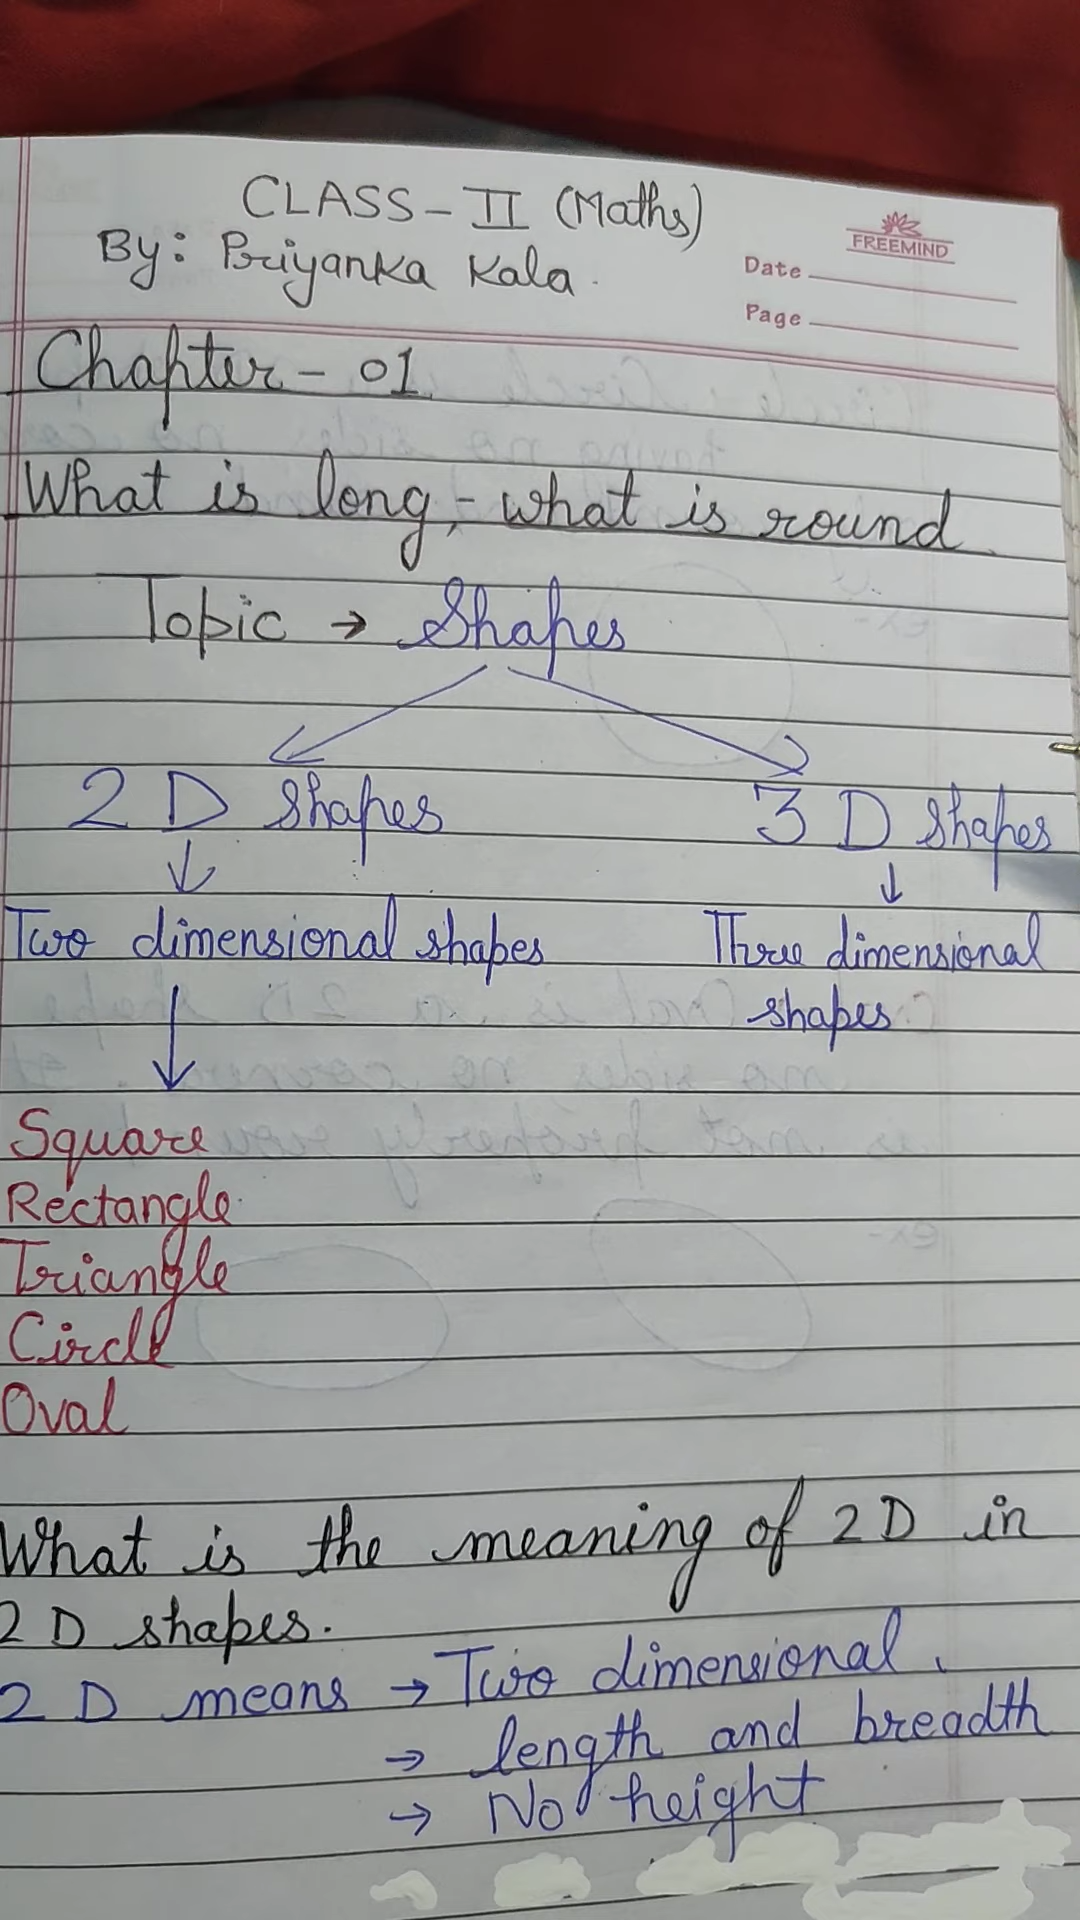 CLASS - II (Maths)
By: Priyanka Kala.
FREEMIND
Date
Page
Chapter - 01.
What is long, - what is round.
Topic → Shapes
2 D shapes
3 D shapes
↓
↓
Two dimensional shapes
Three dimensional
shapes.
↓
Square
Rectangle.
Triangle
Circle
Oval
What is the meaning of 2 D in
2 D shapes.
2 D means → Two dimensional.
→ length and breadth
→ No height